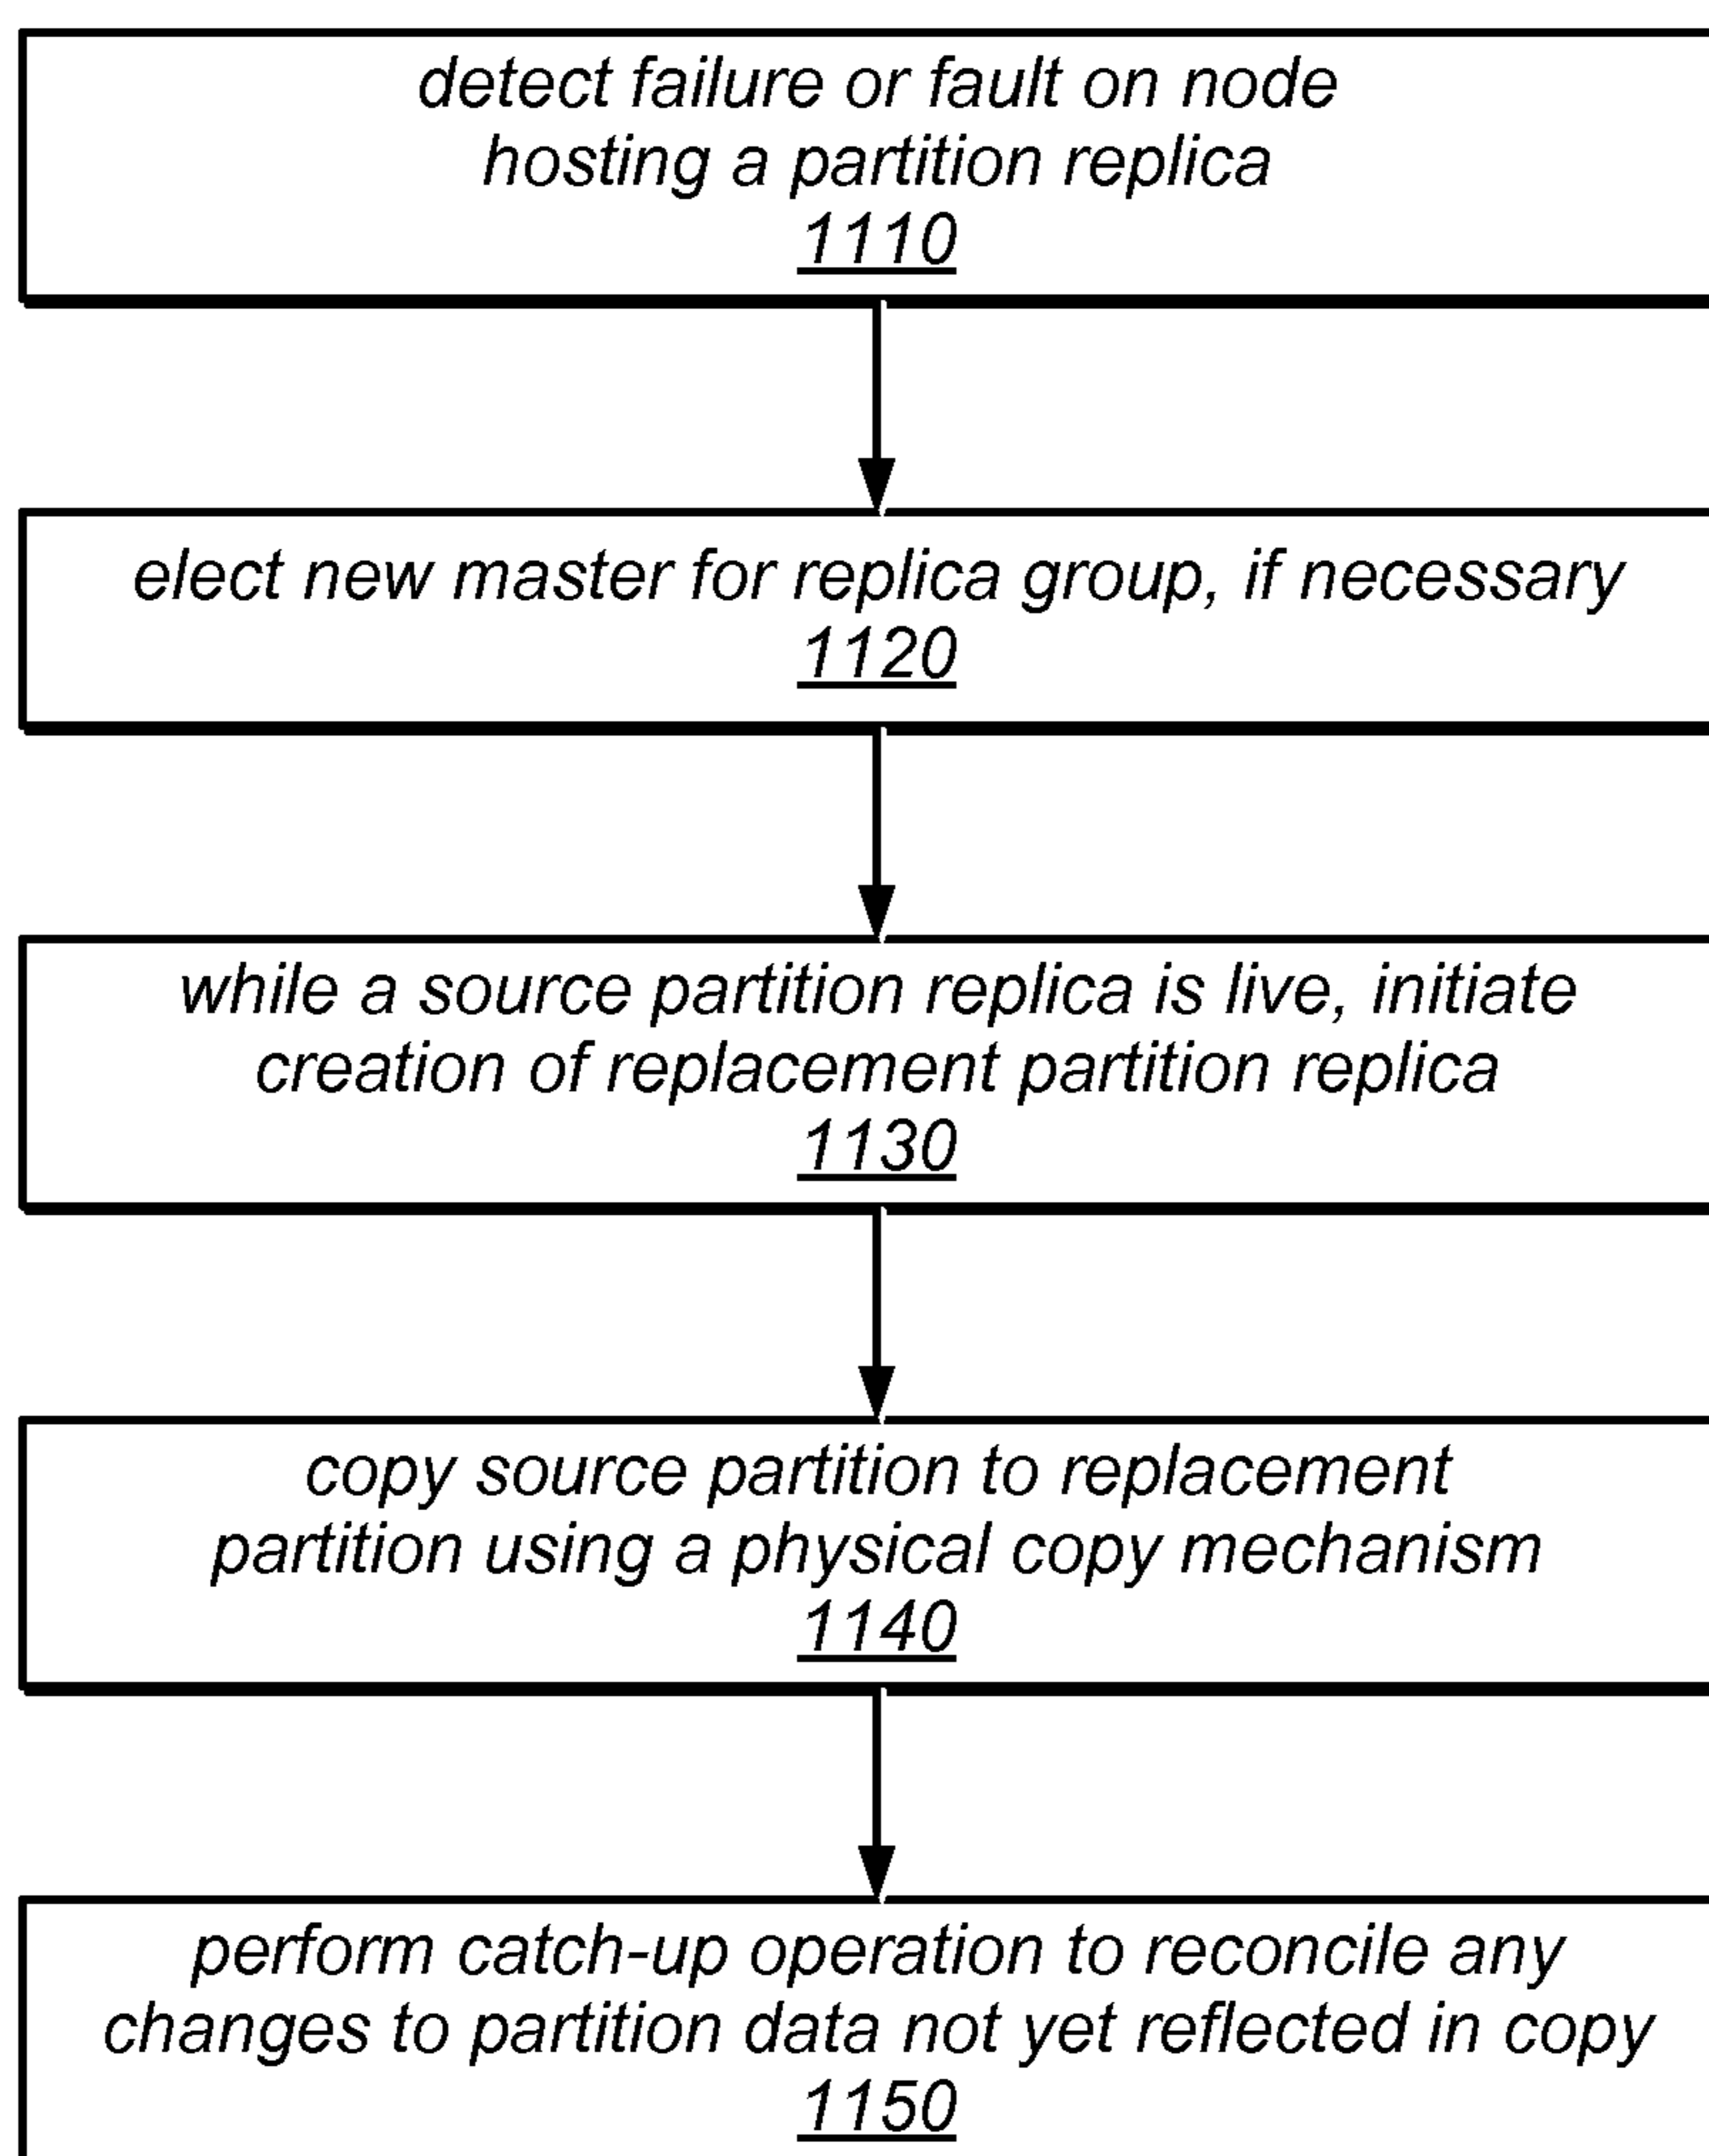 detect failure or fault on node
hosting a partition replica
1110
elect new master for replica group, if necessary
1120
while a source partition replica is live, initiate
creation of replacement partition replica
1130
copy source partition to replacement
partition using a physical copy mechanism
1140
perform catch-up operation to reconcile any
changes to partition data not yet reflected in copy
1150